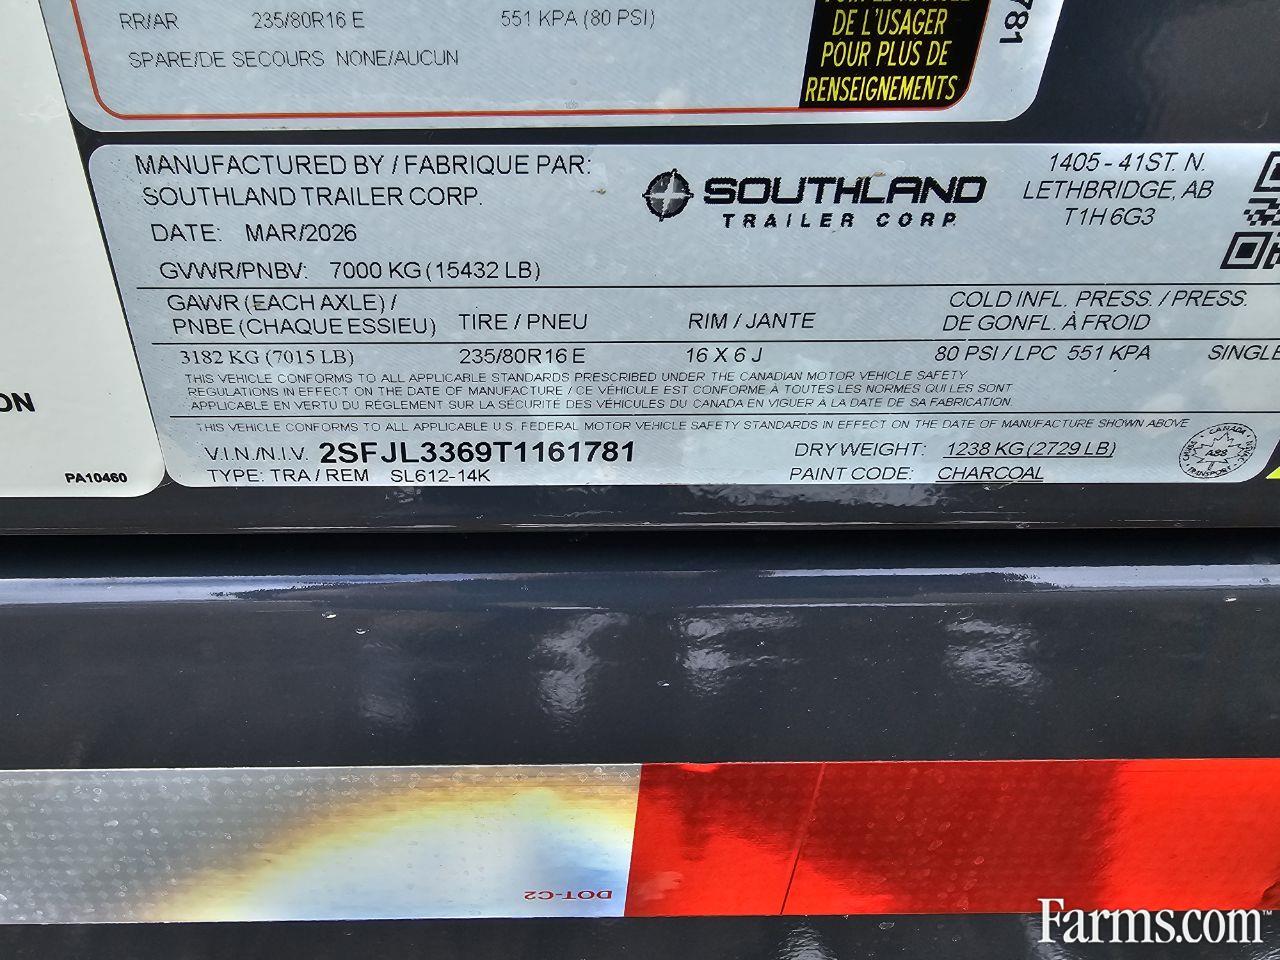 RR/AR 235/80R16 E 551 KPA (80 PSI)
SPARE/DE SECOURS NONE/AUCUN
DE L'USAGER
POUR PLUS DE
RENSEIGNEMENTS
781
MANUFACTURED BY / FABRIQUE PAR:
SOUTHLAND TRAILER CORP.
DATE: MAR/2026
GVWR/PNBV: 7000 KG (15432 LB)
SOUTHLAND
TRAILER CORP.
1405 - 41ST. N.
LETHBRIDGE, AB
T1H 6G3
GAWR (EACH AXLE) /
PNBE (CHAQUE ESSIEU) TIRE / PNEU RIM / JANTE
COLD INFL. PRESS. / PRESS.
DE GONFL. À FROID
3182 KG (7015 LB) 235/80R16 E 16 X 6 J 80 PSI / LPC 551 KPA SINGLE
THIS VEHICLE CONFORMS TO ALL APPLICABLE STANDARDS PRESCRIBED UNDER THE CANADIAN MOTOR VEHICLE SAFETY
REGULATIONS IN EFFECT ON THE DATE OF MANUFACTURE / CE VÉHICULE EST CONFORME À TOUTES LES NORMES QUI LES SONT
APPLICABLE EN VERTU DU RÈGLEMENT SUR LA SÉCURITÉ DES VÉHICULES DU CANADA EN VIGUER À LA DATE DE SA FABRICATION.
THIS VEHICLE CONFORMS TO ALL APPLICABLE U.S. FEDERAL MOTOR VEHICLE SAFETY STANDARDS IN EFFECT ON THE DATE OF MANUFACTURE SHOWN ABOVE
V.I.N./N.I.V. 2SFJL3369T1161781 DRY WEIGHT: 1238 KG (2729 LB)
TYPE: TRA / REM SL612-14K PAINT CODE: CHARCOAL
CANADA
ASS
TRANSPORT
ON
PA10460
DOT-C2
Farms.com™